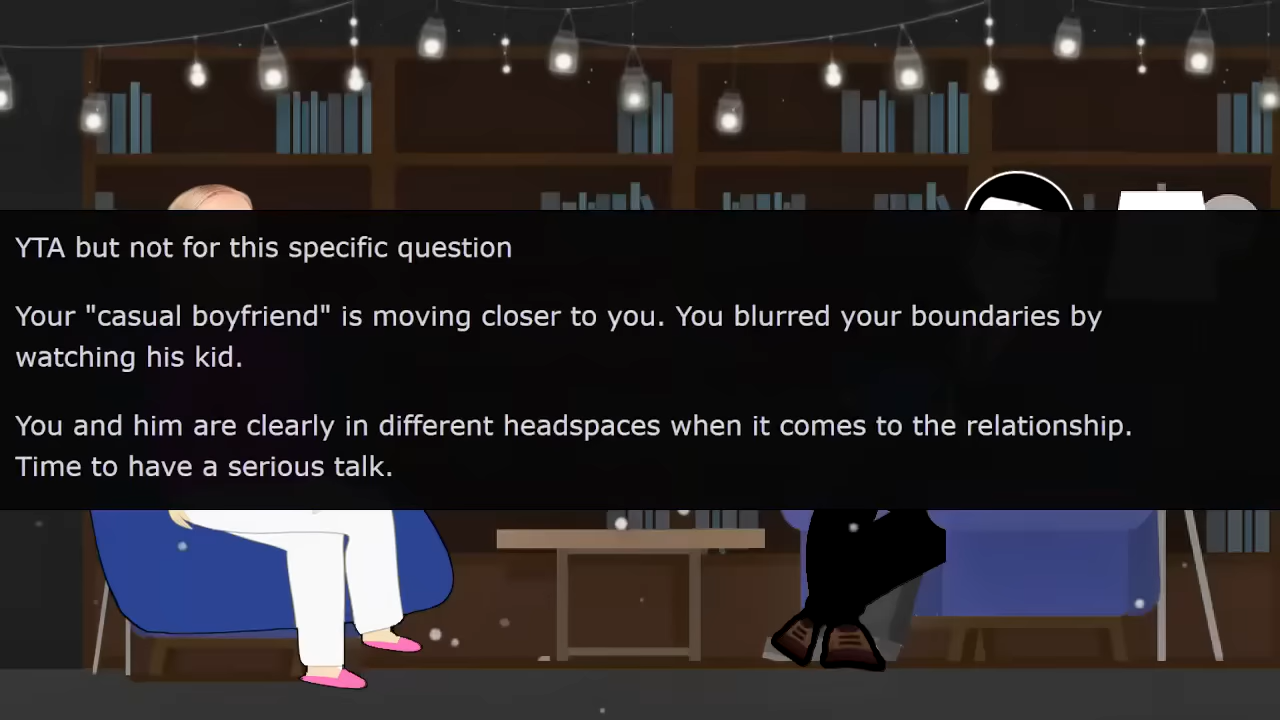 YTA but not for this specific question
Your "casual boyfriend" is moving closer to you. You blurred your boundaries by
watching his kid.
You and him are clearly in different headspaces when it comes to the relationship.
Time to have a serious talk.